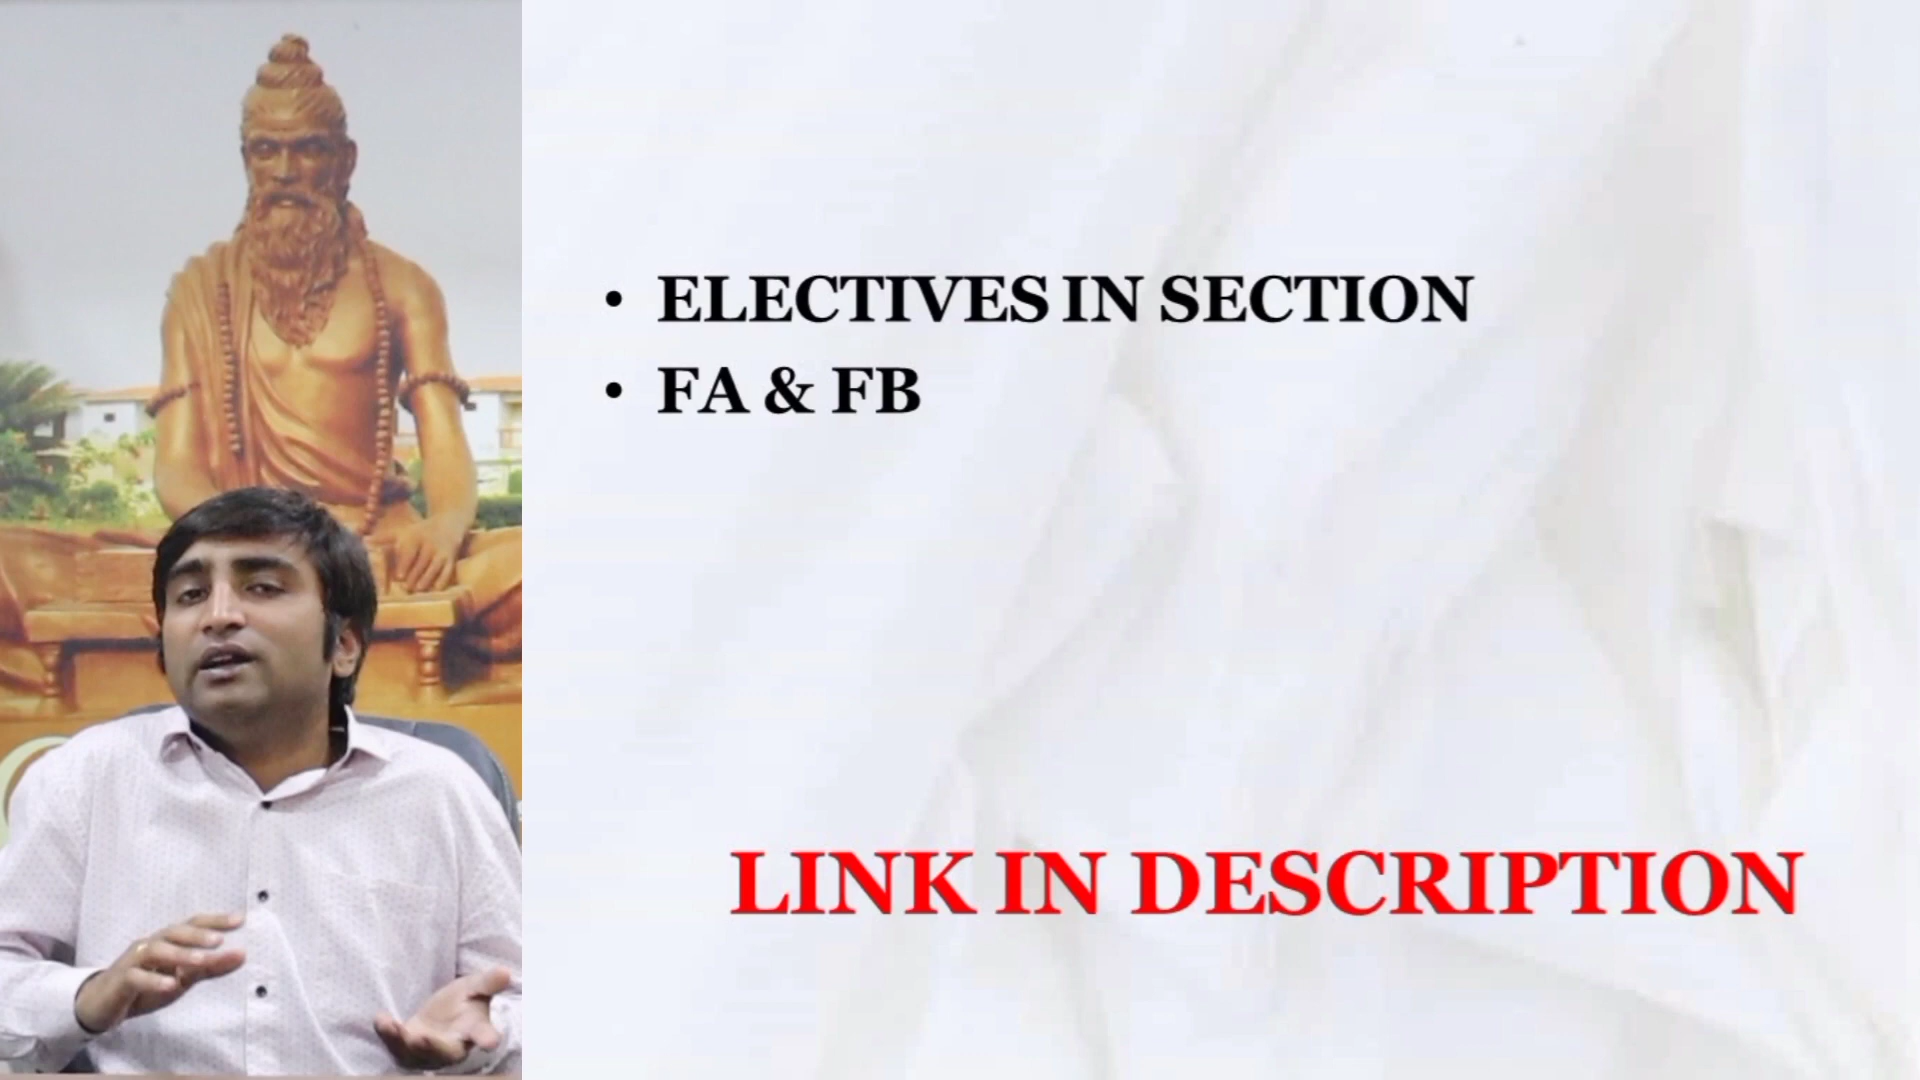 • ELECTIVES IN SECTION
• FA & FB
LINK IN DESCRIPTION